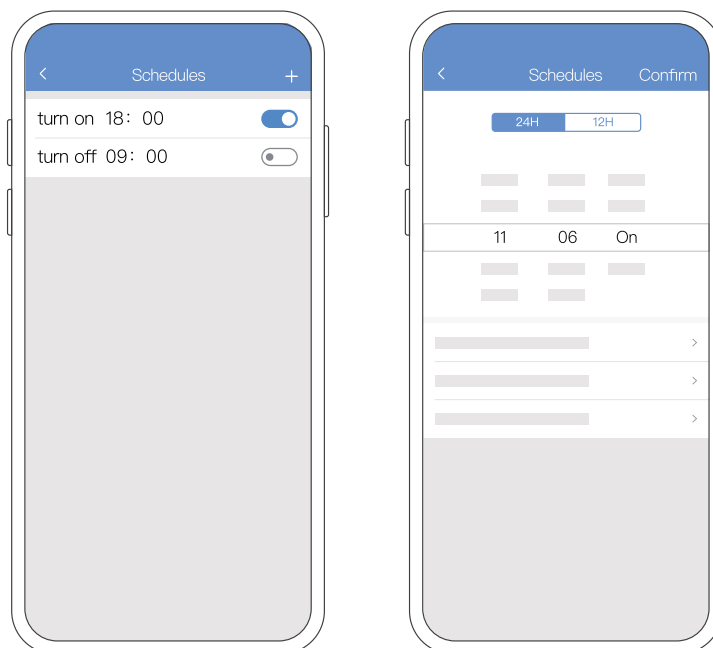 Schedules +
turn on 18: 00
turn off 09: 00
Schedules Confirm
24H 12H
11 06 On